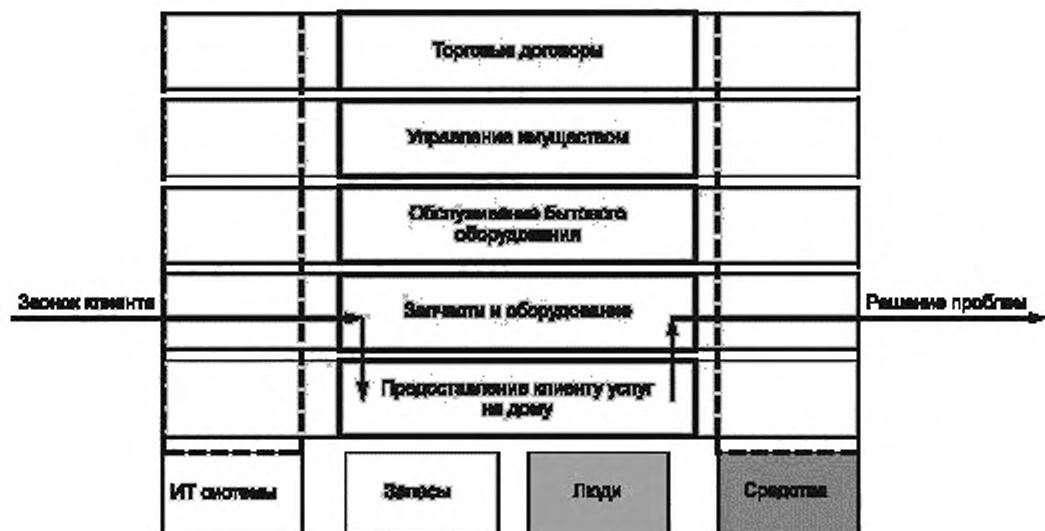 Торговые договоры
Управление имуществом
Обслуживание бытового
оборудования
Звонок клиента
Запчасти и оборудование
Решение проблем
Предоставление клиенту услуг
на дому
ИТ системы
Запасы
Люди
Средства